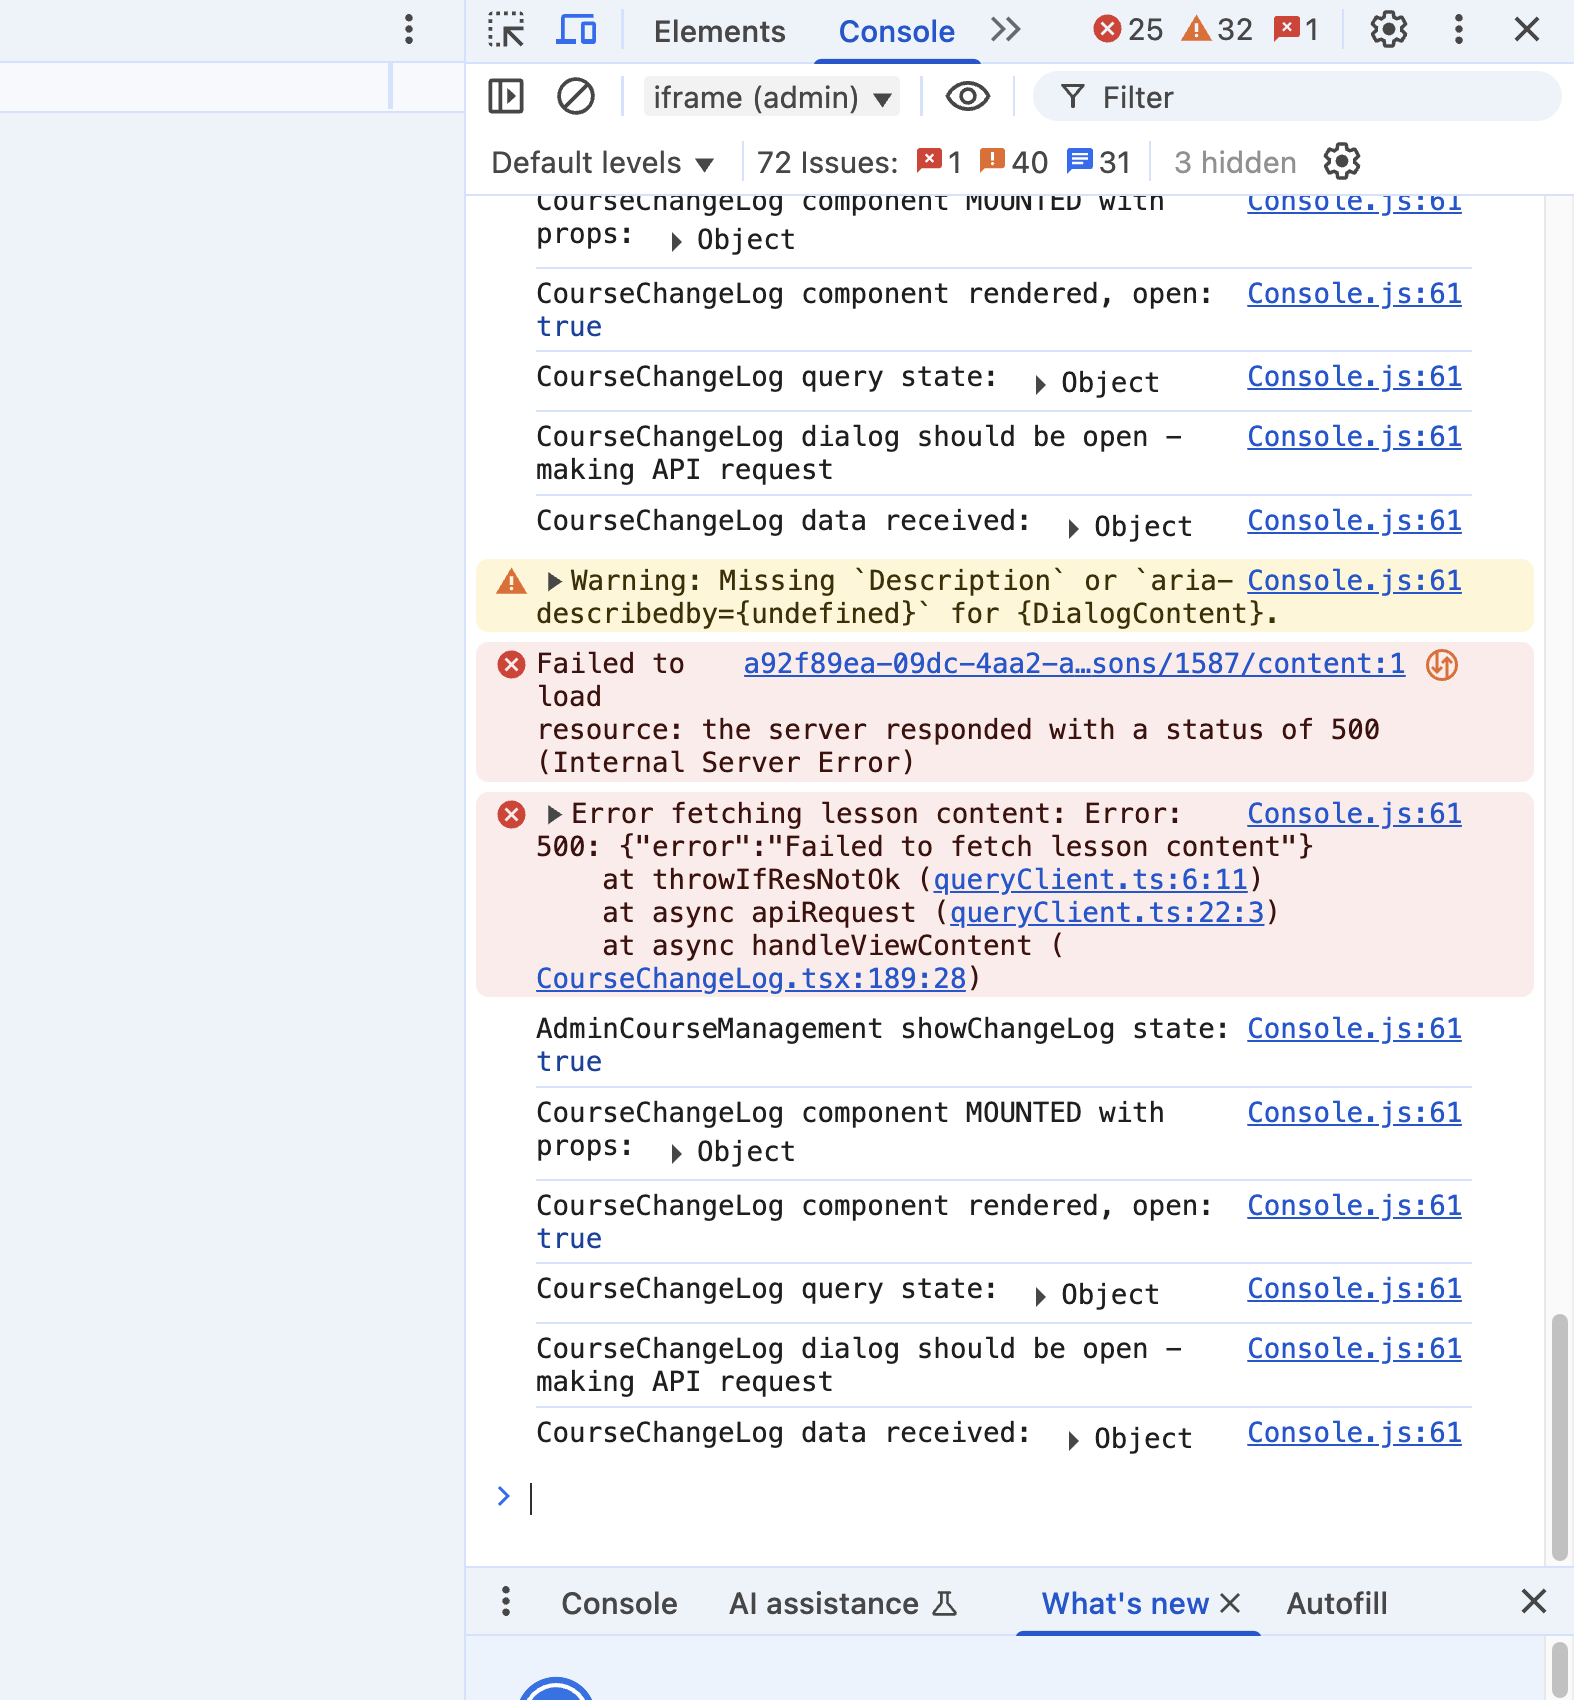 Elements Console 25 32 1
iframe (admin) Filter
Default levels 72 Issues: 1 40 31 3 hidden
CourseChangeLog component MOUNTED with Console.js:61
props: Object
CourseChangeLog component rendered, open: Console.js:61
true
CourseChangeLog query state: Object Console.js:61
CourseChangeLog dialog should be open – Console.js:61
making API request
CourseChangeLog data received: Object Console.js:61
Warning: Missing `Description` or `aria- Console.js:61
describedby={undefined}` for {DialogContent}.
Failed to a92f89ea-09dc-4aa2-a…sons/1587/content:1
load
resource: the server responded with a status of 500
(Internal Server Error)
Error fetching lesson content: Error: Console.js:61
500: {"error":"Failed to fetch lesson content"}
at throwIfResNotOk (queryClient.ts:6:11)
at async apiRequest (queryClient.ts:22:3)
at async handleViewContent (
CourseChangeLog.tsx:189:28)
AdminCourseManagement showChangeLog state: Console.js:61
true
CourseChangeLog component MOUNTED with Console.js:61
props: Object
CourseChangeLog component rendered, open: Console.js:61
true
CourseChangeLog query state: Object Console.js:61
CourseChangeLog dialog should be open – Console.js:61
making API request
CourseChangeLog data received: Object Console.js:61
Console AI assistance What's new Autofill